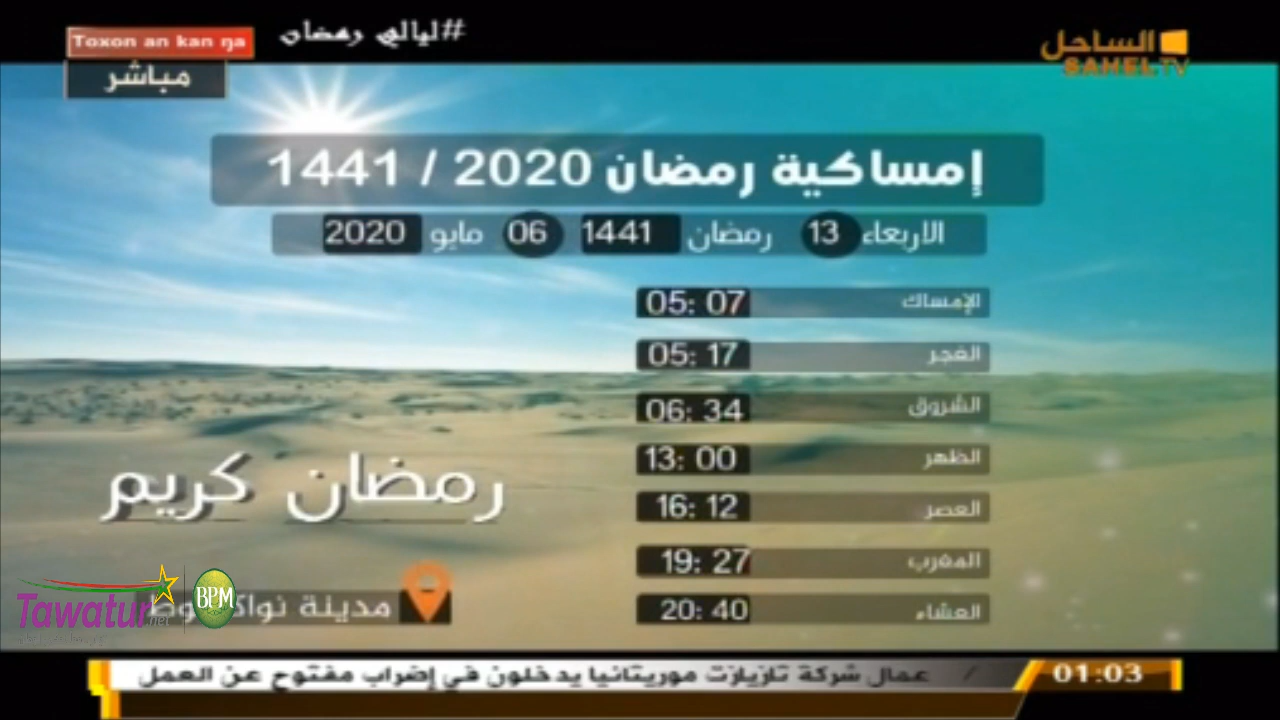 #ليالي رمضان
Toxon an kan ŋa
مباشر
الساحل
SAHEL TV
إمساكية رمضان 2020 / 1441
الاربعاء 13 رمضان 1441 06 مايو 2020
الإمساك 05: 07
الفجر 05: 17
الشروق 06: 34
الظهر 13: 00
العصر 16: 12
المغرب 19: 27
العشاء 20: 40
رمضان كريم
مدينة نواكشوط
Tawatur.net
BPM
عمال شركة تازيازت موريتانيا يدخلون في إضراب مفتوح عن العمل /
01:03